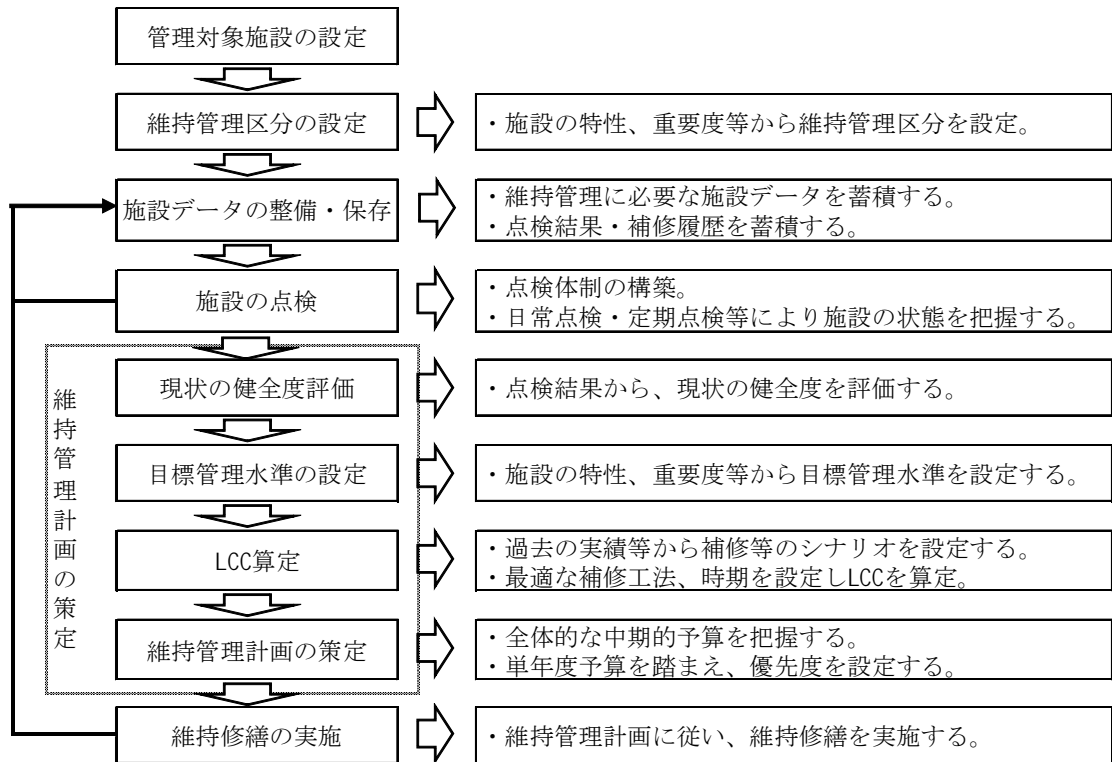 管理対象施設の設定
維持管理区分の設定
・施設の特性、重要度等から維持管理区分を設定。
施設データの整備・保存
・維持管理に必要な施設データを蓄積する。
・点検結果・補修履歴を蓄積する。
施設の点検
・点検体制の構築。
・日常点検・定期点検等により施設の状態を把握する。
維持管理計画の策定
現状の健全度評価
・点検結果から、現状の健全度を評価する。
目標管理水準の設定
・施設の特性、重要度等から目標管理水準を設定する。
LCC算定
・過去の実績等から補修等のシナリオを設定する。
・最適な補修工法、時期を設定しLCCを算定。
維持管理計画の策定
・全体的な中期的予算を把握する。
・単年度予算を踏まえ、優先度を設定する。
維持修繕の実施
・維持管理計画に従い、維持修繕を実施する。